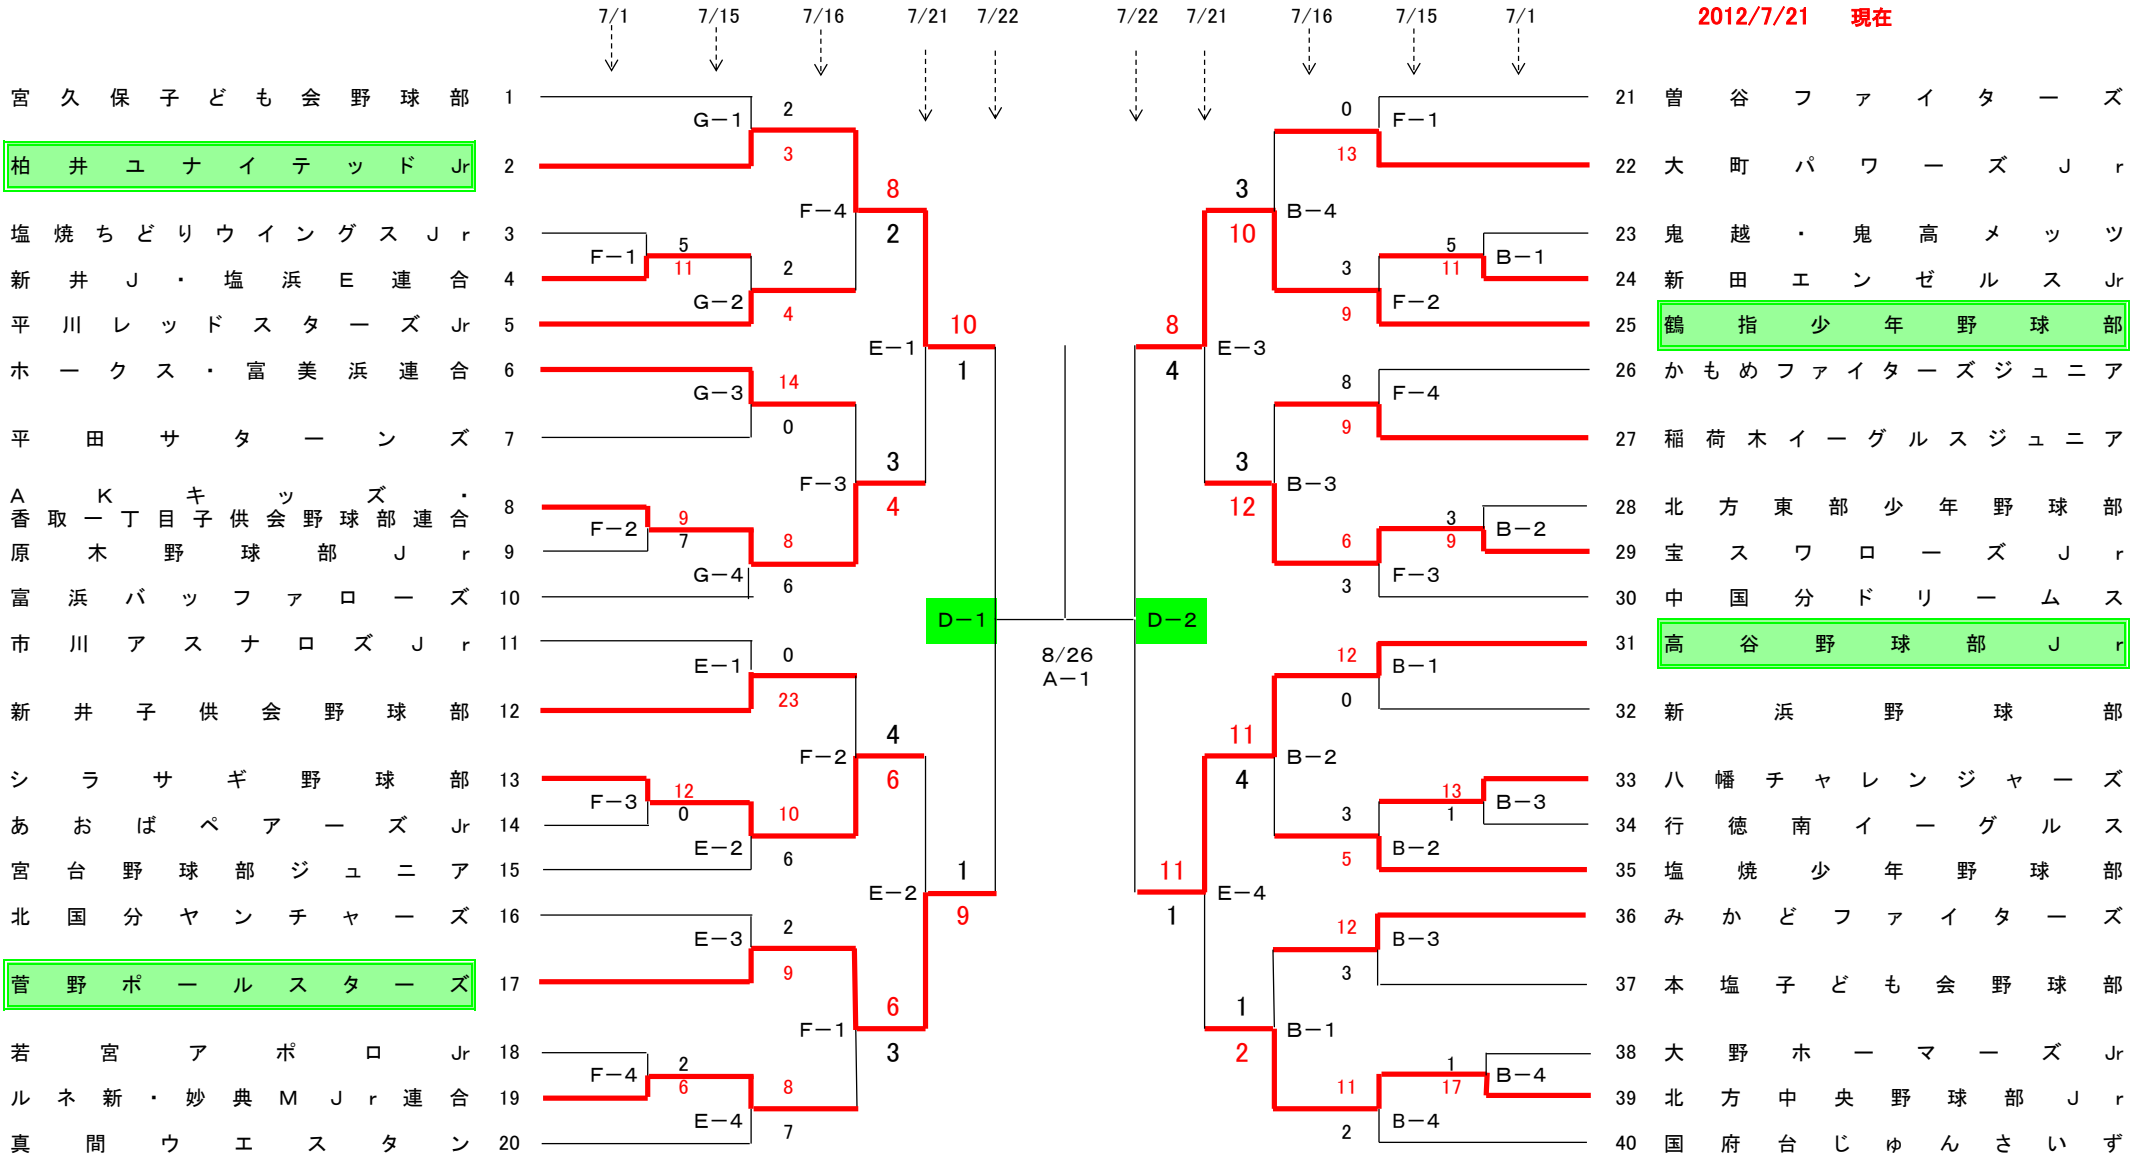 7/1 7/15 7/16 7/21 7/22 7/22 7/21 7/16 7/15 7/1
2012/7/21 現在
宮久保子ども会野球部 1
柏井ユナイテッドJr 2
塩焼ちどりウイングスJr 3
新井J・塩浜E連合 4
平川レッドスターズJr 5
ホークス・富美浜連合 6
平田サターンズ 7
AKキッズ・
香取一丁目子供会野球部連合 8
原木野球部Jr 9
富浜バッファローズ 10
市川アスナロズJr 11
新井子供会野球部 12
シラサギ野球部 13
あおばペアーズJr 14
宮台野球部ジュニア 15
北国分ヤンチャーズ 16
菅野ポールスターズ 17
若宮アポロJr 18
ルネ新・妙典MJr連合 19
真間ウエスタン 20
F－1
5
11
F－2
9
7
F－3
12
0
F－4
2
6
G－1
2
3
G－2
2
4
G－3
14
0
G－4
8
6
E－1
0
23
E－2
10
6
E－3
2
9
E－4
8
7
F－4
8
2
F－3
3
4
F－2
4
6
F－1
6
3
E－1
10
1
E－2
1
9
D－1
8/26
A－1
D－2
8
4
E－3
11
1
E－4
3
10
B－4
3
12
B－3
11
4
B－2
1
2
B－1
0
13
F－1
3
9
F－2
8
9
F－4
6
3
F－3
12
0
B－1
3
5
B－2
12
3
B－3
11
2
B－4
5
11
B－1
3
9
B－2
13
1
B－3
1
17
B－4
21 曽谷ファイターズ
22 大町パワーズJr
23 鬼越・鬼高メッツ
24 新田エンゼルスJr
25 鶴指少年野球部
26 かもめファイターズジュニア
27 稲荷木イーグルスジュニア
28 北方東部少年野球部
29 宝スワローズJr
30 中国分ドリームス
31 高谷野球部Jr
32 新浜野球部
33 八幡チャレンジャーズ
34 行徳南イーグルス
35 塩焼少年野球部
36 みかどファイターズ
37 本塩子ども会野球部
38 大野ホーマーズJr
39 北方中央野球部Jr
40 国府台じゅんさいず